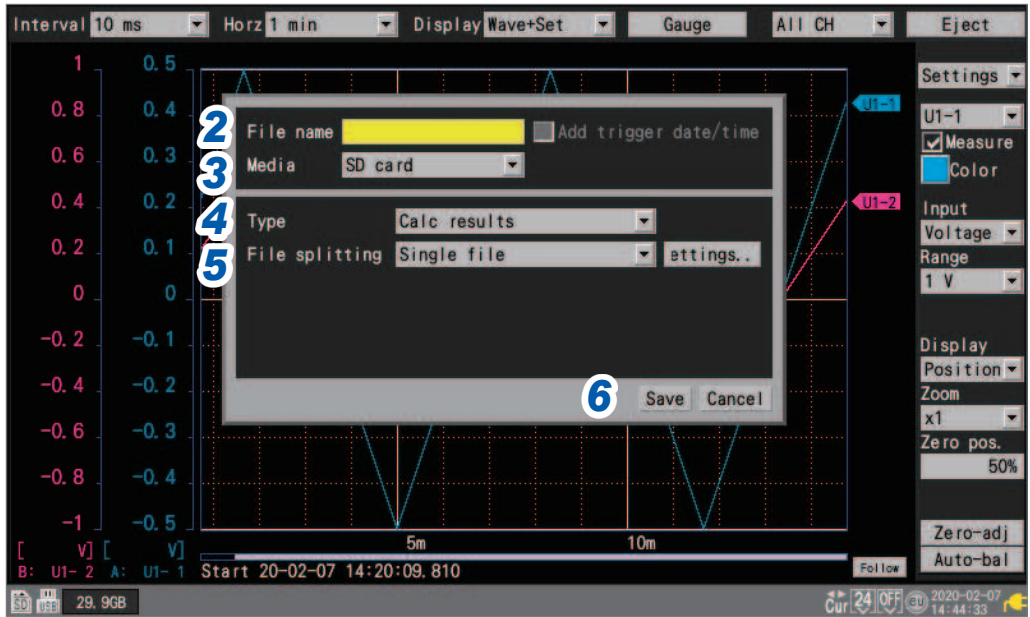 Interval 10 ms Horz 1 min Display Wave+Set Gauge All CH Eject
1 0.5
0.8 0.4
0.6 0.3
0.4 0.2
0.2 0.1
0 0
-0.2 -0.1
-0.4 -0.2
-0.6 -0.3
-0.8 -0.4
-1 -0.5
[ V] [ V]
B: U1- 2 A: U1- 1
2 File name Add trigger date/time
3 Media SD card
4 Type Calc results
5 File splitting Single file ettings..
6 Save Cancel
U1-1
U1-2
5m 10m
Start 20-02-07 14:20:09.810
Follow
Settings
U1-1
Measure
Color
Input
Voltage
Range
1 V
Display
Position
Zoom
x1
Zero pos.
50%
Zero-adj
Auto-bal
SD USB 29.9GB
Cur 24 OFF eu 2020-02-07
14:44:33